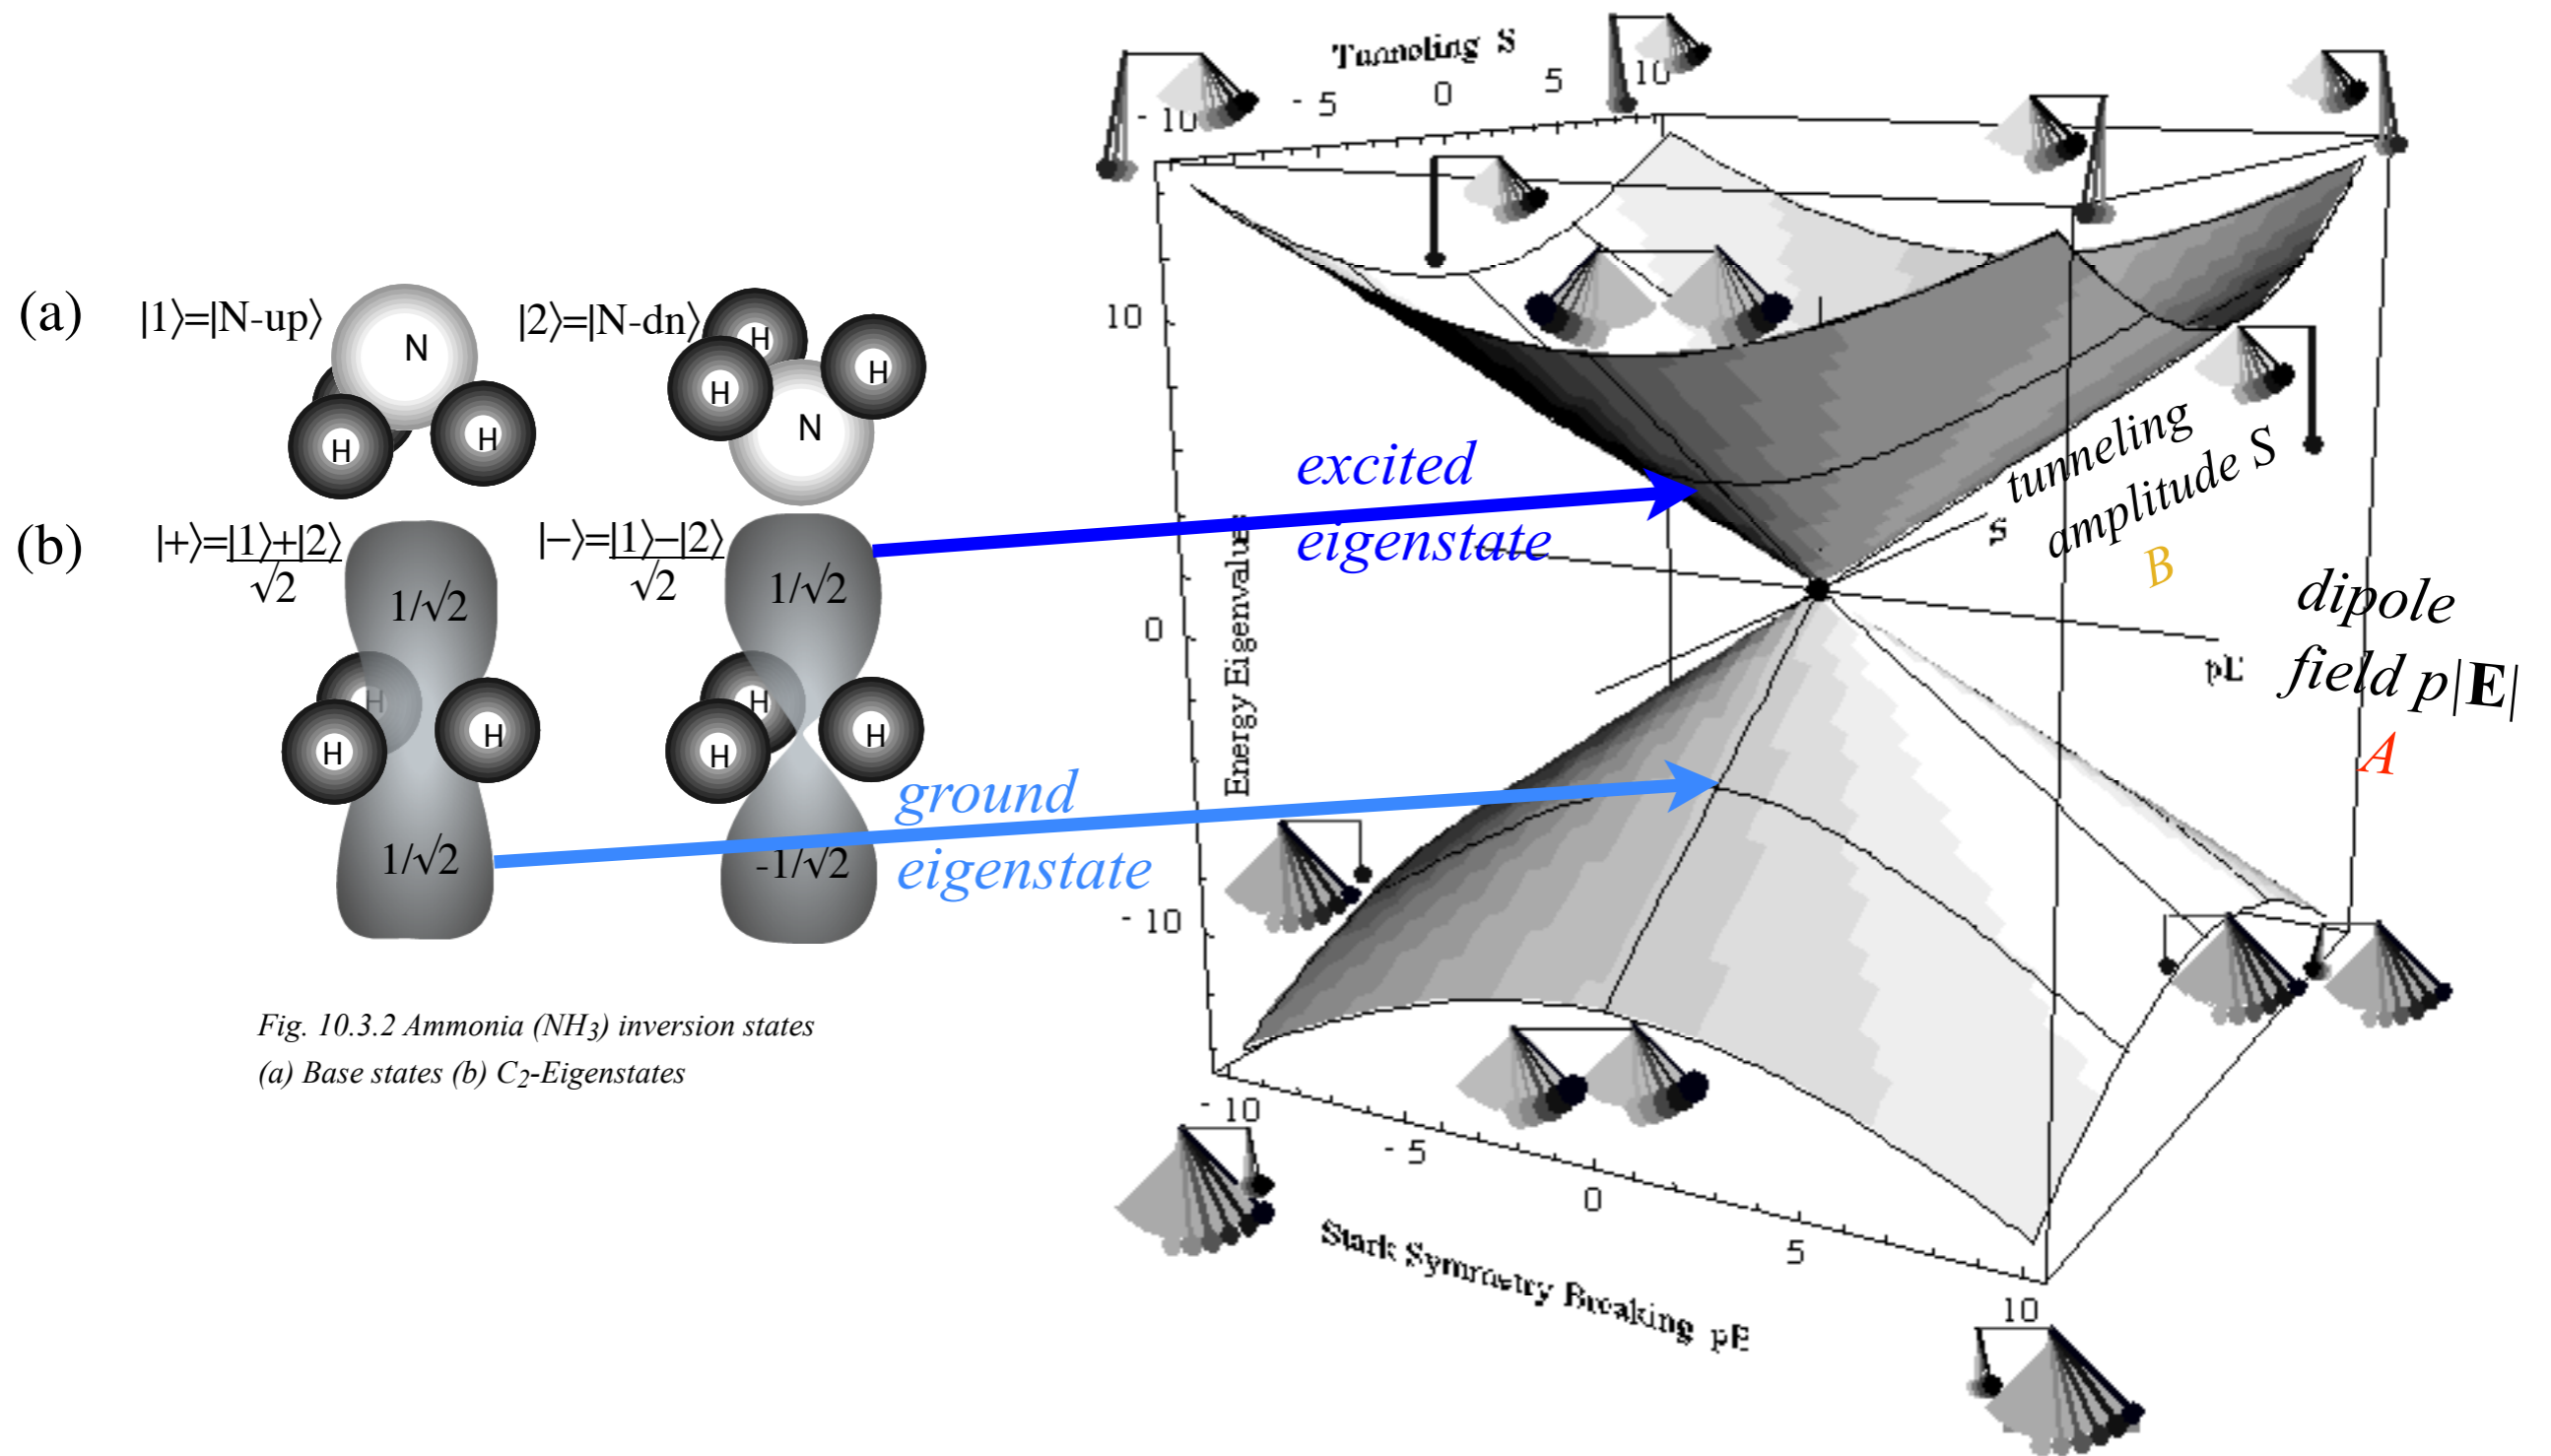 (a)
|1⟩=|N-up⟩
N
H
H
|2⟩=|N-dn⟩
H
H
H
N
(b)
|+⟩=|1⟩+|2⟩
√2
1/√2
H
H
H
1/√2
|−⟩=|1⟩−|2⟩
√2
1/√2
H
H
H
-1/√2
Fig. 10.3.2 Ammonia (NH3) inversion states
(a) Base states (b) C2-Eigenstates
excited
eigenstate
ground
eigenstate
Tunneling S
- 10
- 5
0
5
10
Energy Eigenvalues
10
0
- 10
S
tunneling
amplitude S
B
pE
dipole
field p|E|
A
- 10
- 5
0
5
10
Stark Symmetry Breaking pE